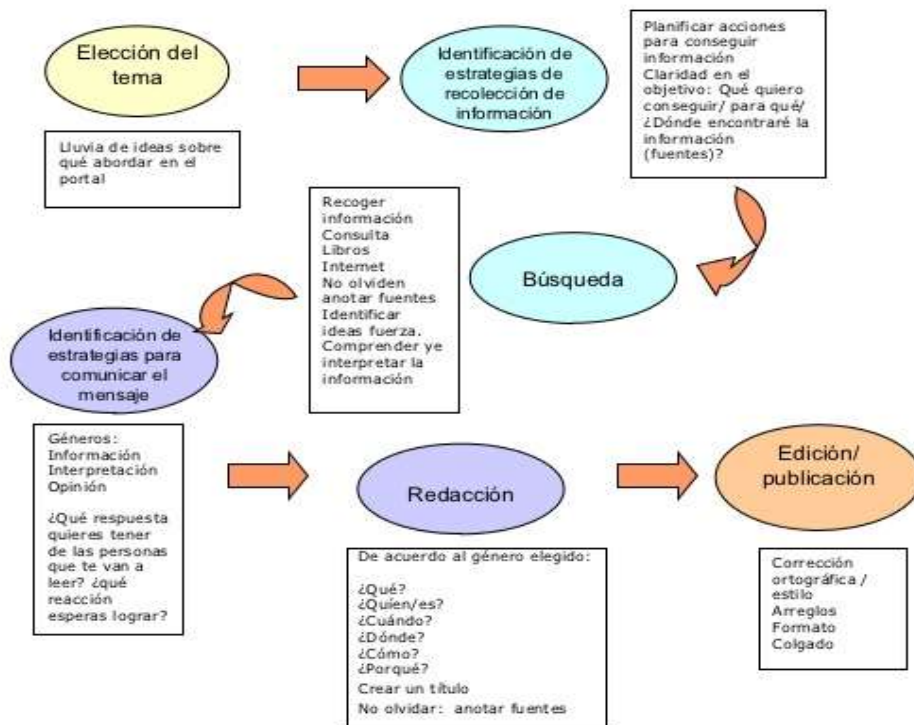 Elección del
tema
Lluvia de ideas sobre
qué abordar en el
portal
Identificación de
estrategias de
recolección de
información
Planificar acciones
para conseguir
información
Claridad en el
objetivo: Qué quiero
conseguir/ para qué/
¿Dónde encontraré la
información
(fuentes)?
Búsqueda
Recoger
información
Consulta
Libros
Internet
No olviden
anotar fuentes
Identificar
ideas fuerza.
Comprender ye
interpretar la
información
Identificación de
estrategias para
comunicar el
mensaje
Géneros:
Información
Interpretación
Opinión
¿Qué respuesta
quieres tener
de las personas
que te van a
leer? ¿qué
reacción
esperas lograr?
Redacción
De acuerdo al género elegido:
¿Qué?
¿Quíen/es?
¿Cuándo?
¿Dónde?
¿Cómo?
¿Porqué?
Crear un título
No olvidar: anotar fuentes
Edición/
publicación
Corrección
ortográfica /
estilo
Arreglos
Formato
Colgado